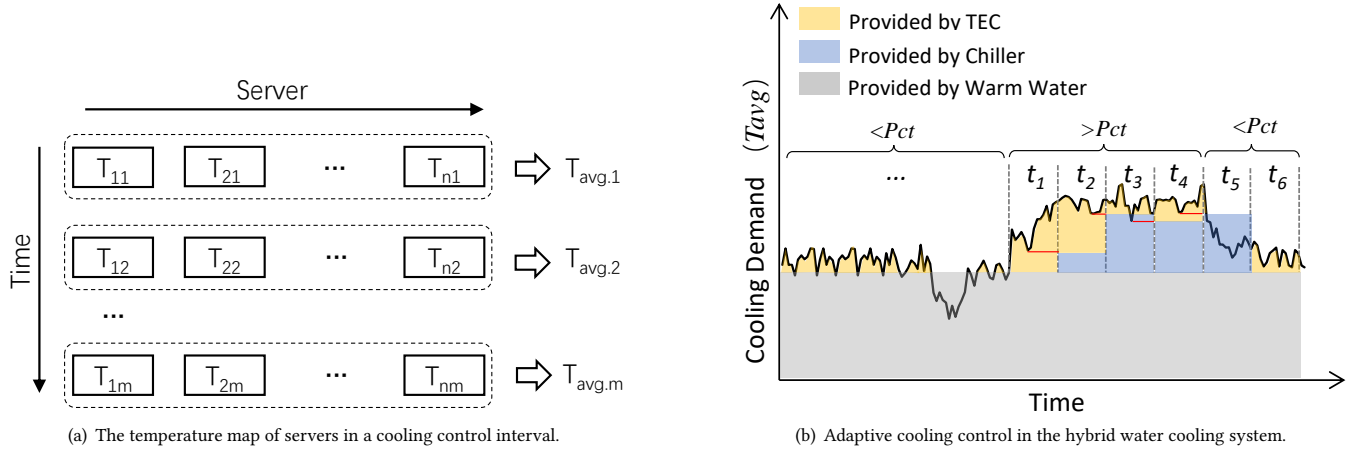 Server
Time
T11 T21 ... Tn1 Tavg.1
T12 T22 ... Tn2 Tavg.2
...
T1m T2m ... Tnm Tavg.m
(a) The temperature map of servers in a cooling control interval.
Provided by TEC
Provided by Chiller
Provided by Warm Water
Cooling Demand (Tavg)
<Pct >Pct <Pct
... t1 t2 t3 t4 t5 t6
Time
(b) Adaptive cooling control in the hybrid water cooling system.